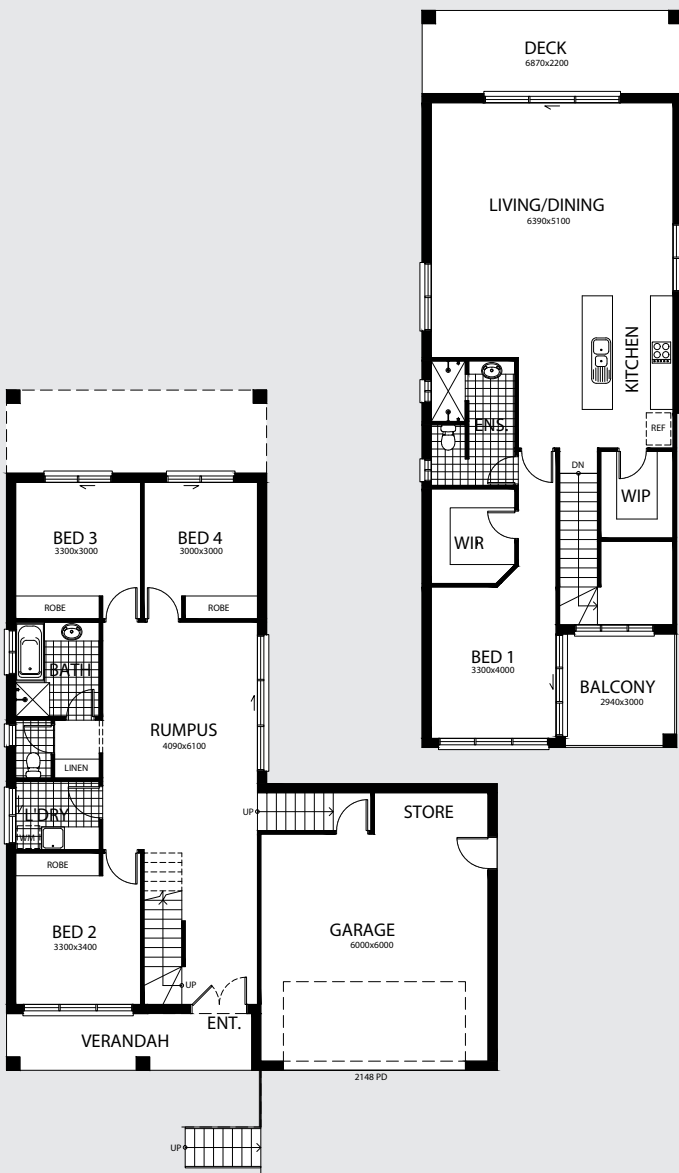 DECK
6870x2200
LIVING/DINING
6390x5100
KITCHEN
REF
ENS.
DN
WIP
WIR
BED 1
3300x4000
BALCONY
2940x3000
BED 3
3300x3000
BED 4
3000x3000
ROBE
ROBE
BATH
RUMPUS
4090x6100
LINEN
L'DRY
WM
UP
STORE
ROBE
BED 2
3300x3400
GARAGE
6000x6000
UP
ENT.
VERANDAH
2148 PD
UP